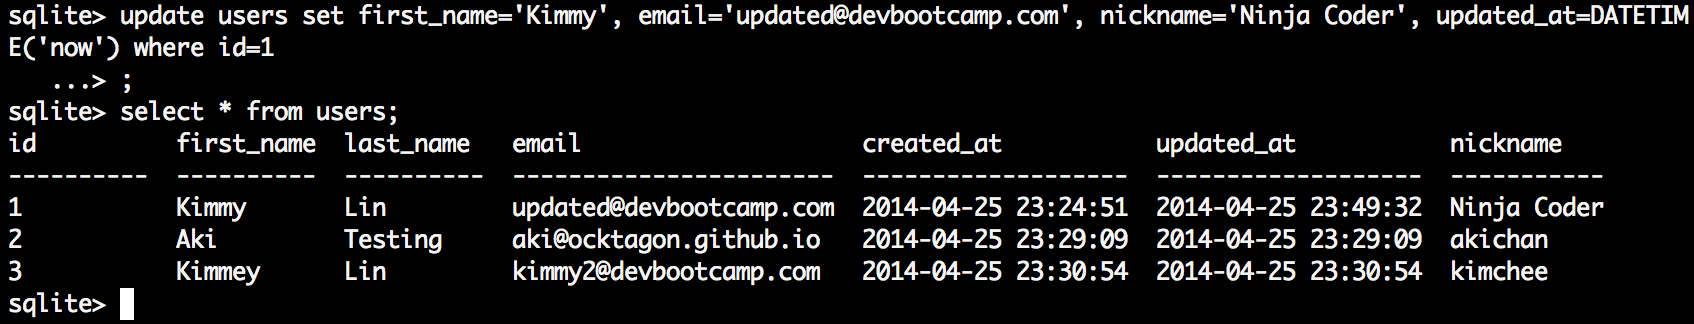 sqlite> update users set first_name='Kimmy', email='updated@devbootcamp.com', nickname='Ninja Coder', updated_at=DATETIM
E('now') where id=1
   ...> ;
sqlite> select * from users;
id          first_name  last_name   email                    created_at           updated_at           nickname
----------  ----------  ----------  -----------------------  -------------------  -------------------  -----------
1           Kimmy       Lin         updated@devbootcamp.com  2014-04-25 23:24:51  2014-04-25 23:49:32  Ninja Coder
2           Aki         Testing     aki@ocktagon.github.io   2014-04-25 23:29:09  2014-04-25 23:29:09  akichan
3           Kimmey      Lin         kimmy2@devbootcamp.com   2014-04-25 23:30:54  2014-04-25 23:30:54  kimchee
sqlite>